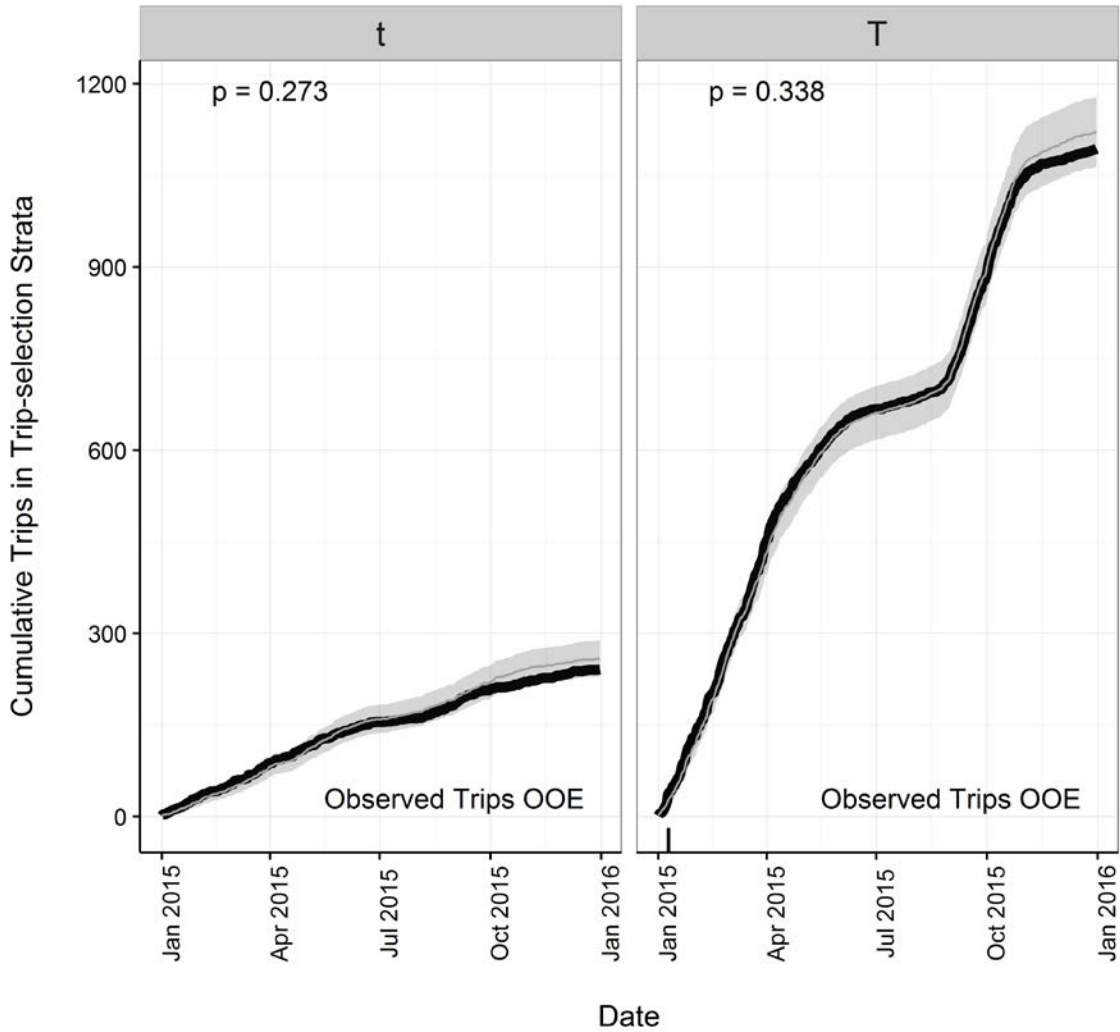 t
T
p = 0.273
p = 0.338
Cumulative Trips in Trip-selection Strata
1200
900
600
300
0
Observed Trips OOE
Observed Trips OOE
Jan 2015
Apr 2015
Jul 2015
Oct 2015
Jan 2016
Jan 2015
Apr 2015
Jul 2015
Oct 2015
Jan 2016
Date